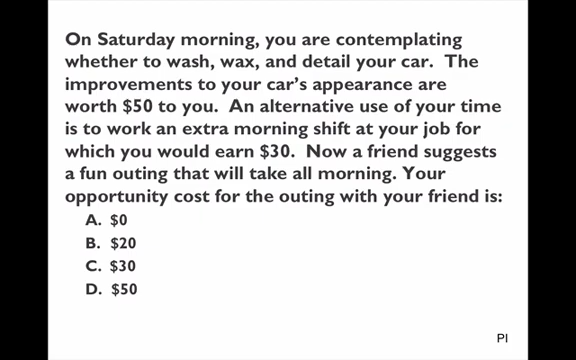 On Saturday morning, you are contemplating
whether to wash, wax, and detail your car. The
improvements to your car's appearance are
worth $50 to you. An alternative use of your time
is to work an extra morning shift at your job for
which you would earn $30. Now a friend suggests
a fun outing that will take all morning. Your
opportunity cost for the outing with your friend is:
A. $0
B. $20
C. $30
D. $50
PI